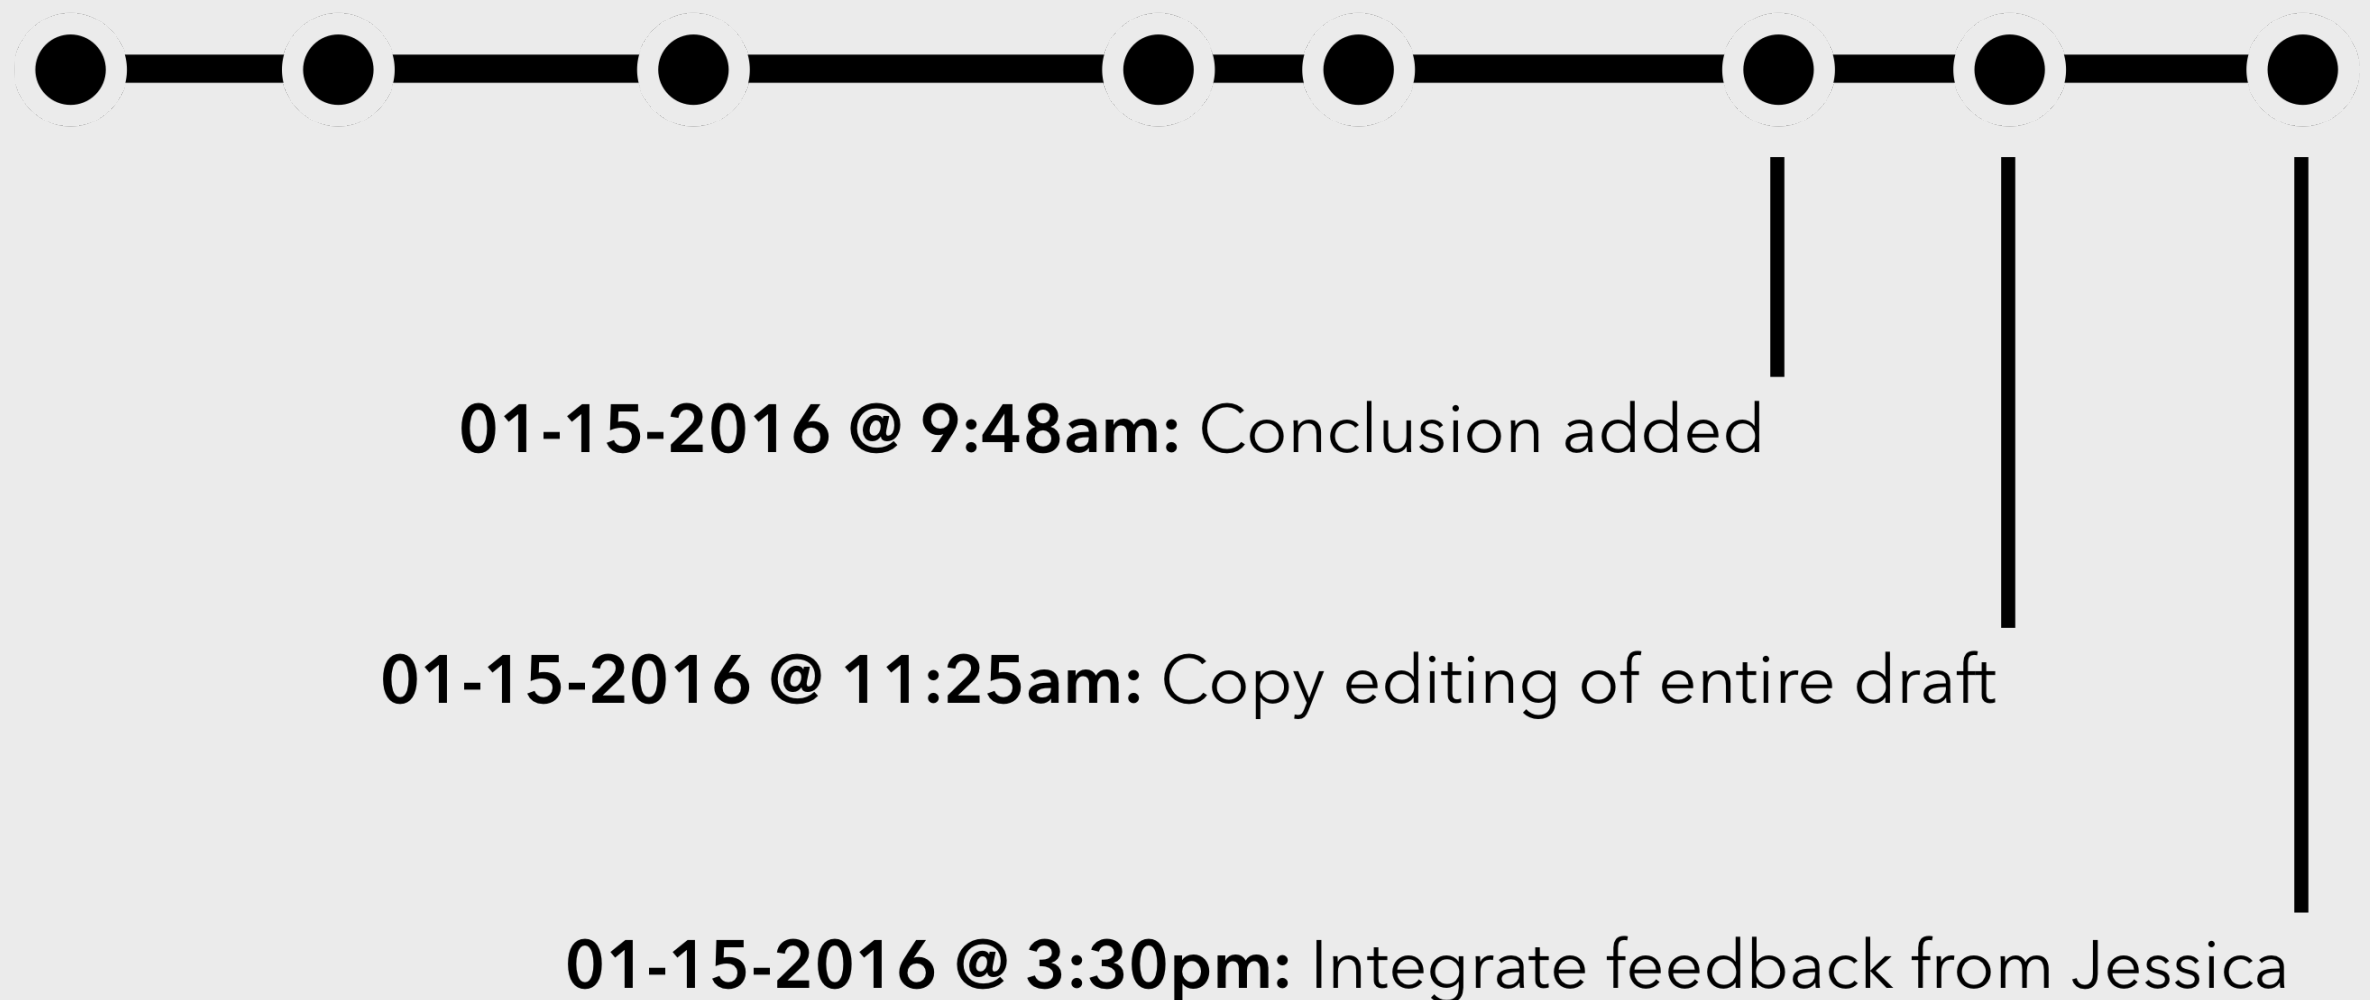 01-15-2016 @ 9:48am: Conclusion added
01-15-2016 @ 11:25am: Copy editing of entire draft
01-15-2016 @ 3:30pm: Integrate feedback from Jessica